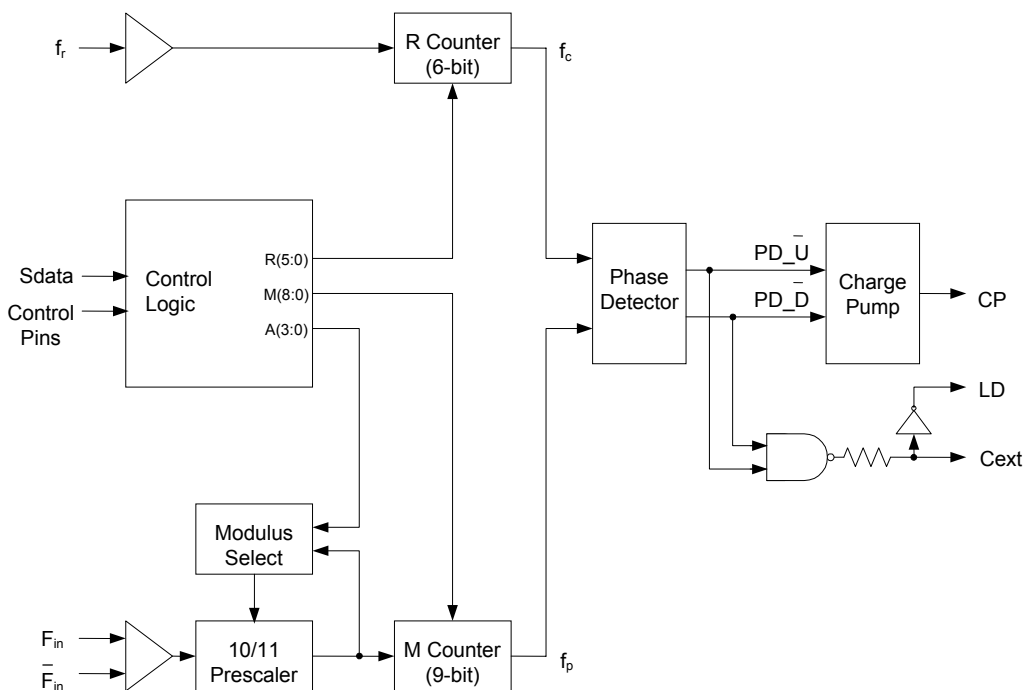 fr
R Counter
(6-bit)
fc
Sdata
Control
Pins
Control
Logic
R(5:0)
M(8:0)
A(3:0)
Phase
Detector
PD_U̅
PD_D̅
Charge
Pump
CP
LD
Cext
Modulus
Select
Fin
F̅in
10/11
Prescaler
M Counter
(9-bit)
fp